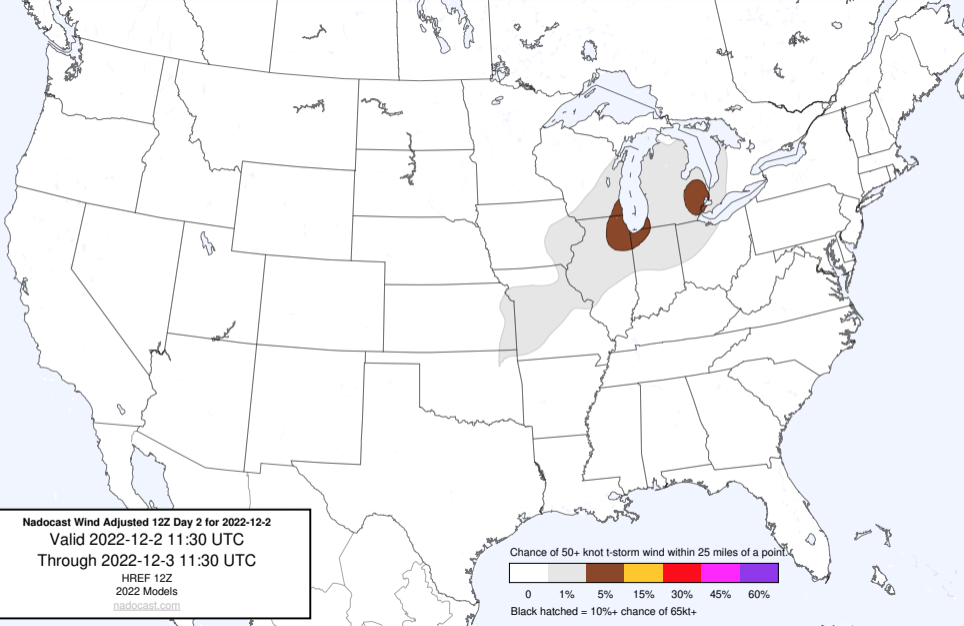 Nadocast Wind Adjusted 12Z Day 2 for 2022-12-2
Valid 2022-12-2 11:30 UTC
Through 2022-12-3 11:30 UTC
HREF 12Z
2022 Models
nadocast.com
Chance of 50+ knot t-storm wind within 25 miles of a point.
0 1% 5% 15% 30% 45% 60%
Black hatched = 10%+ chance of 65kt+